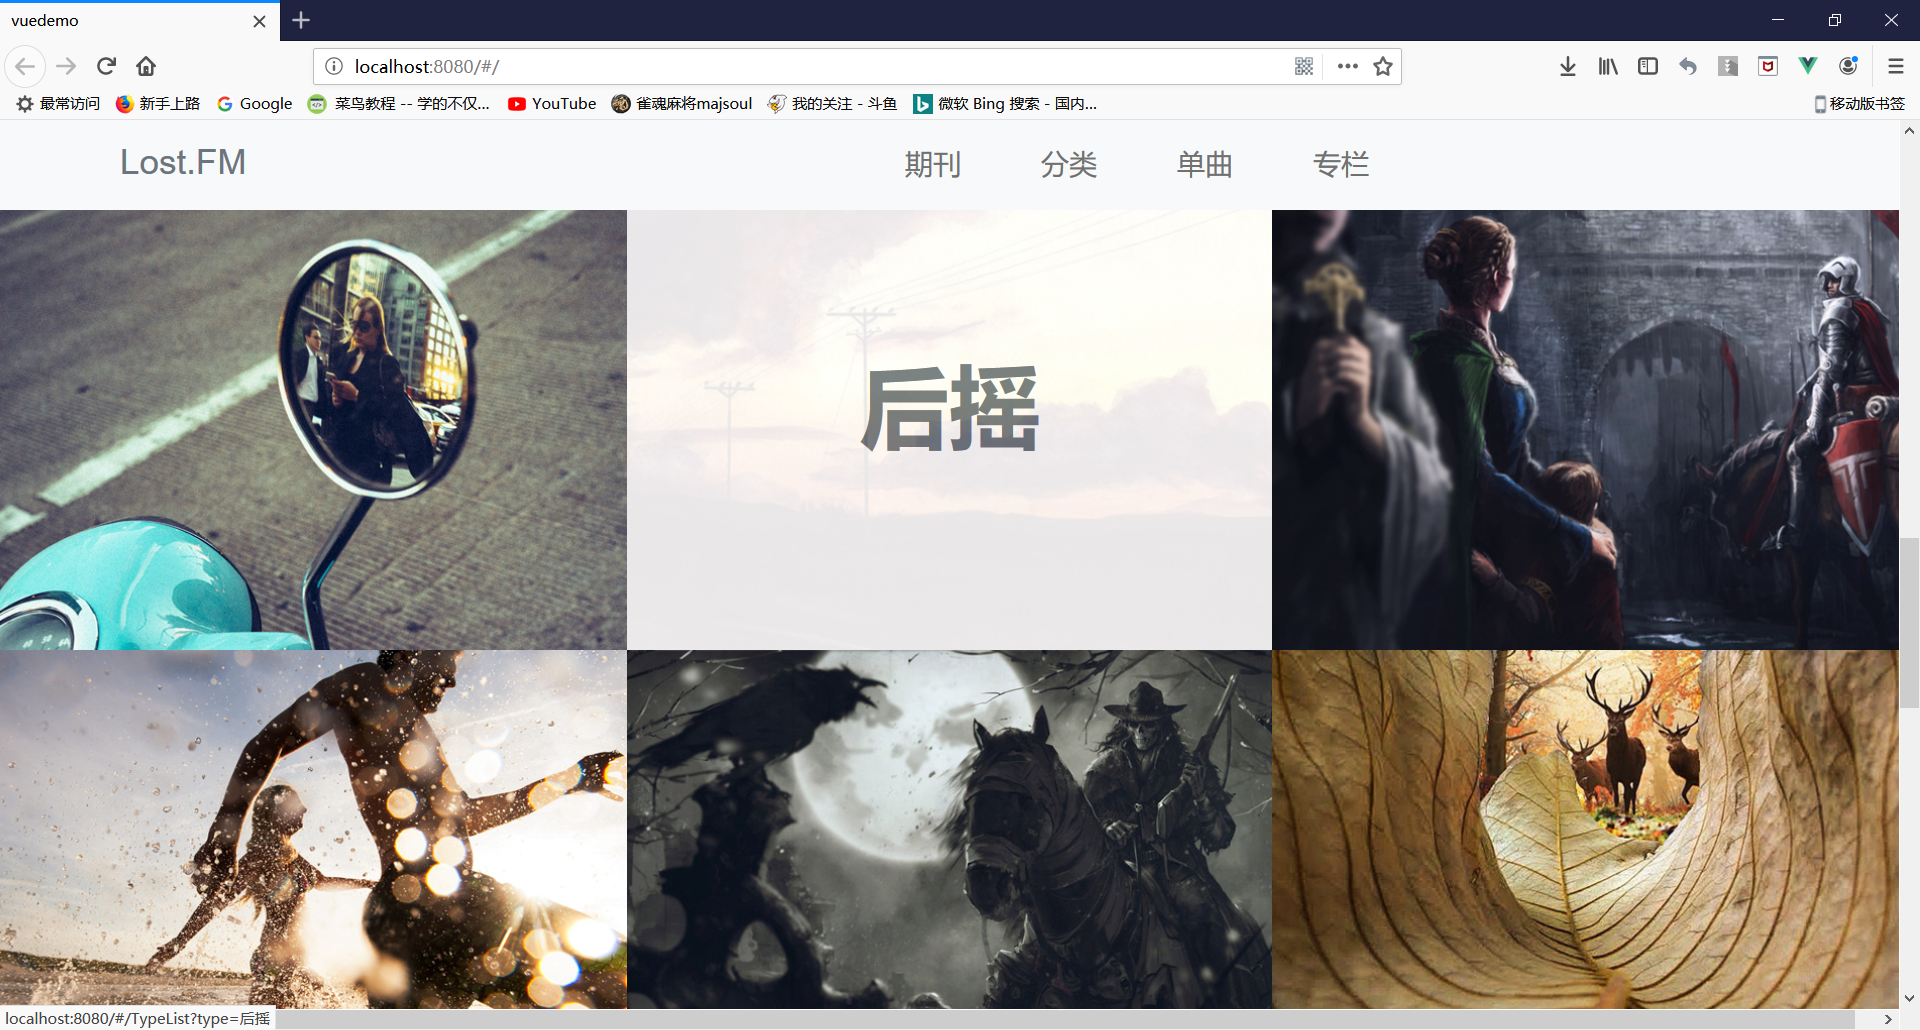 vuedemo
localhost:8080/#/
最常访问 新手上路 Google 菜鸟教程 -- 学的不仅... YouTube 雀魂麻将majsoul 我的关注 - 斗鱼 微软 Bing 搜索 - 国内... 移动版书签
Lost.FM 期刊 分类 单曲 专栏
后摇
localhost:8080/#/TypeList?type=后摇